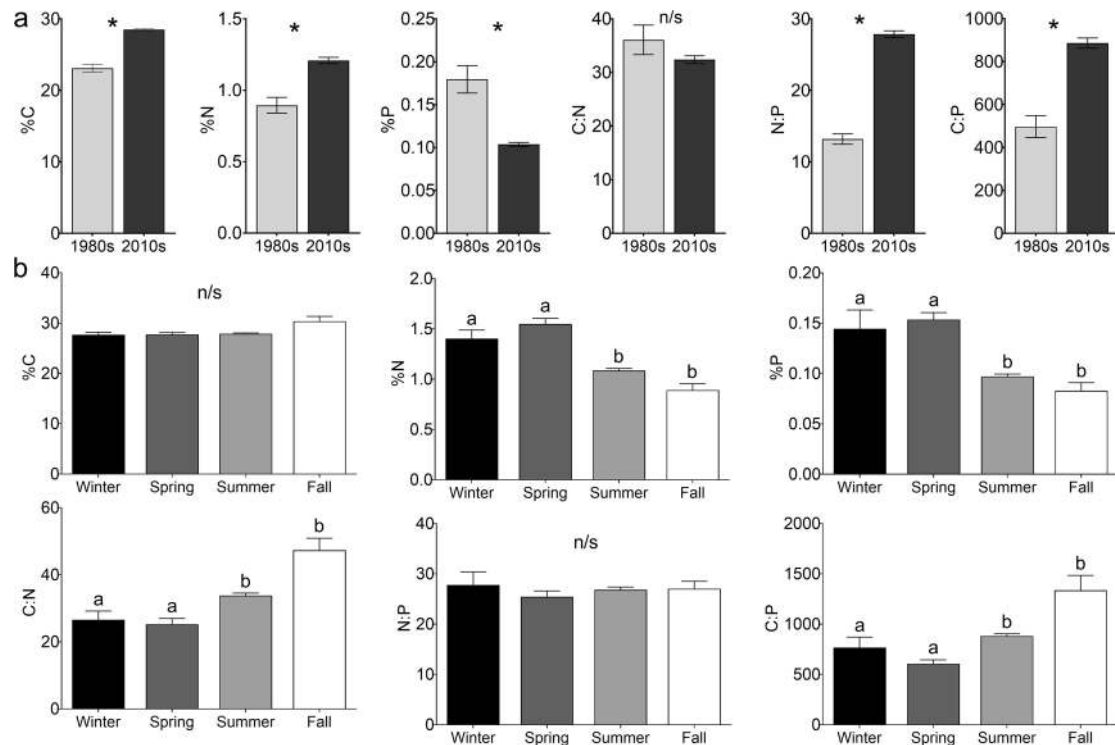 a
30
20
10
0
%C
*
1980s 2010s
1.5
1.0
0.5
0.0
%N
*
1980s 2010s
0.25
0.20
0.15
0.10
0.05
0.00
%P
*
1980s 2010s
40
30
20
10
0
C:N
n/s
1980s 2010s
30
20
10
0
N:P
*
1980s 2010s
1000
800
600
400
200
0
C:P
*
1980s 2010s
b
40
30
20
10
0
%C
n/s
Winter Spring Summer Fall
2.0
1.5
1.0
0.5
0.0
%N
a a b b
Winter Spring Summer Fall
0.20
0.15
0.10
0.05
0.00
%P
a a b b
Winter Spring Summer Fall
60
40
20
0
C:N
a a b b
Winter Spring Summer Fall
40
30
20
10
0
N:P
n/s
Winter Spring Summer Fall
2000
1500
1000
500
0
C:P
a a b b
Winter Spring Summer Fall